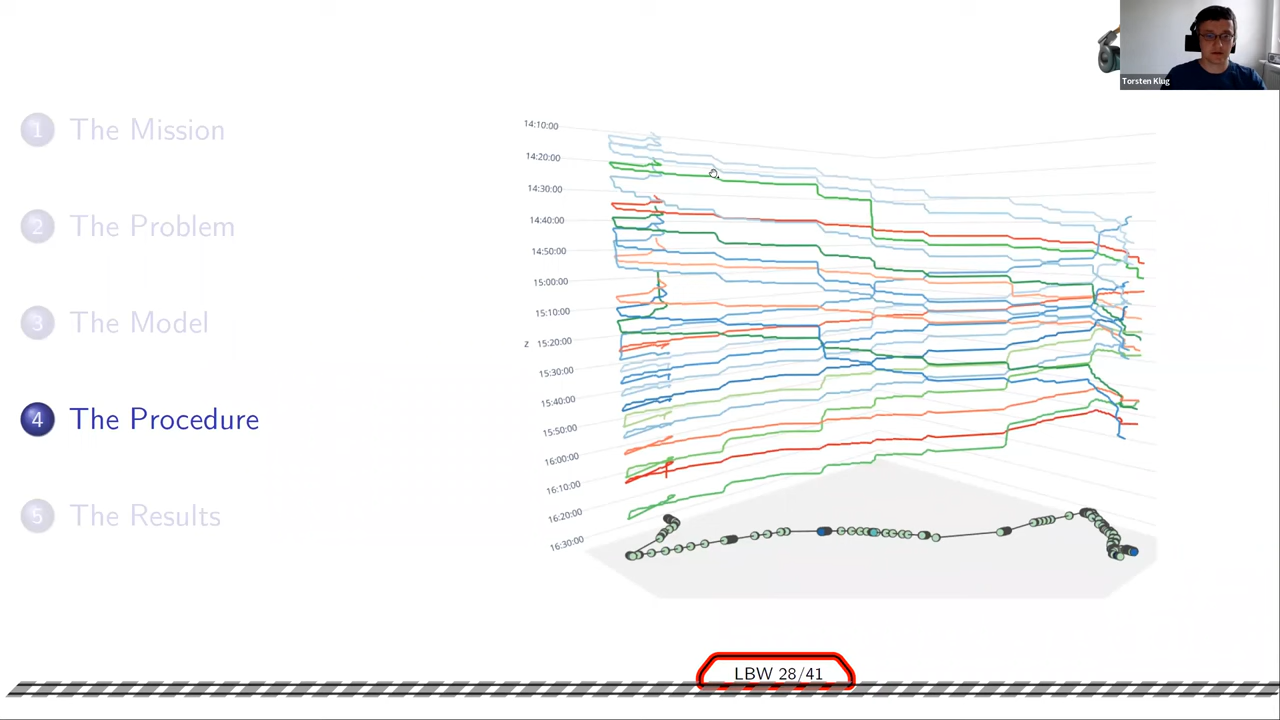 Torsten Klug
1 The Mission
2 The Problem
3 The Model
4 The Procedure
5 The Results
14:10:00
14:20:00
14:30:00
14:40:00
14:50:00
15:00:00
15:10:00
z 15:20:00
15:30:00
15:40:00
15:50:00
16:00:00
16:10:00
16:20:00
16:30:00
LBW 28/41